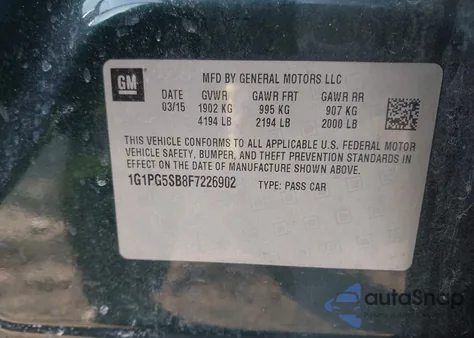 GM
MFD BY GENERAL MOTORS LLC
DATE GVWR GAWR FRT GAWR RR
03/15 1902 KG 995 KG 907 KG
4194 LB 2194 LB 2000 LB
THIS VEHICLE CONFORMS TO ALL APPLICABLE U.S. FEDERAL MOTOR
VEHICLE SAFETY, BUMPER, AND THEFT PREVENTION STANDARDS IN
EFFECT ON THE DATE OF MANUFACTURE SHOWN ABOVE.
1G1PG5SB8F7226902 TYPE: PASS CAR
autoSnap